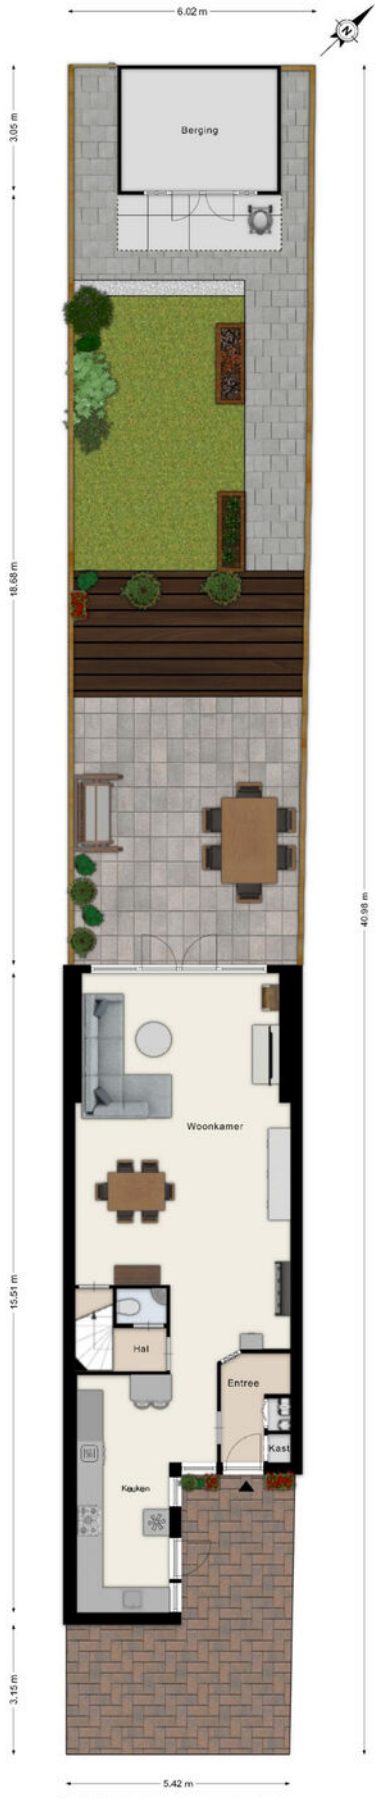 6.02 m
N
3.05 m
Berging
18.68 m
40.98 m
Woonkamer
15.51 m
Hal
Entree
Kast
Keuken
3.15 m
5.42 m